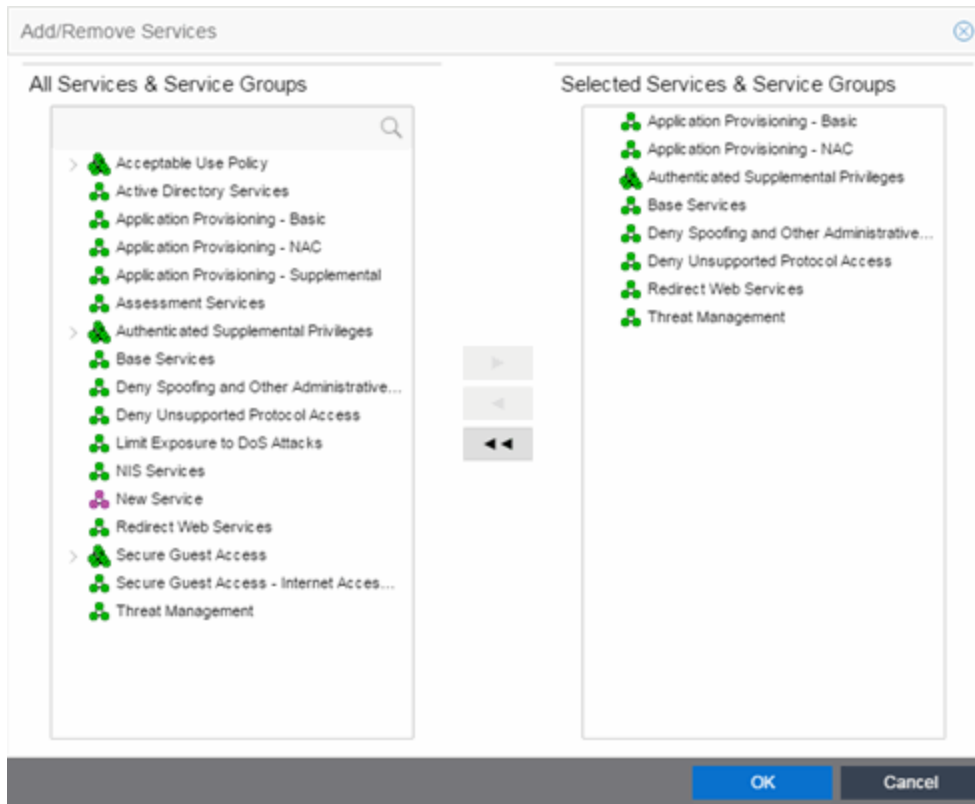 Add/Remove Services
All Services & Service Groups
Acceptable Use Policy
Active Directory Services
Application Provisioning - Basic
Application Provisioning - NAC
Application Provisioning - Supplemental
Assessment Services
Authenticated Supplemental Privileges
Base Services
Deny Spoofing and Other Administrative...
Deny Unsupported Protocol Access
Limit Exposure to DoS Attacks
NIS Services
New Service
Redirect Web Services
Secure Guest Access
Secure Guest Access - Internet Acces...
Threat Management
Selected Services & Service Groups
Application Provisioning - Basic
Application Provisioning - NAC
Authenticated Supplemental Privileges
Base Services
Deny Spoofing and Other Administrative...
Deny Unsupported Protocol Access
Redirect Web Services
Threat Management
OK
Cancel